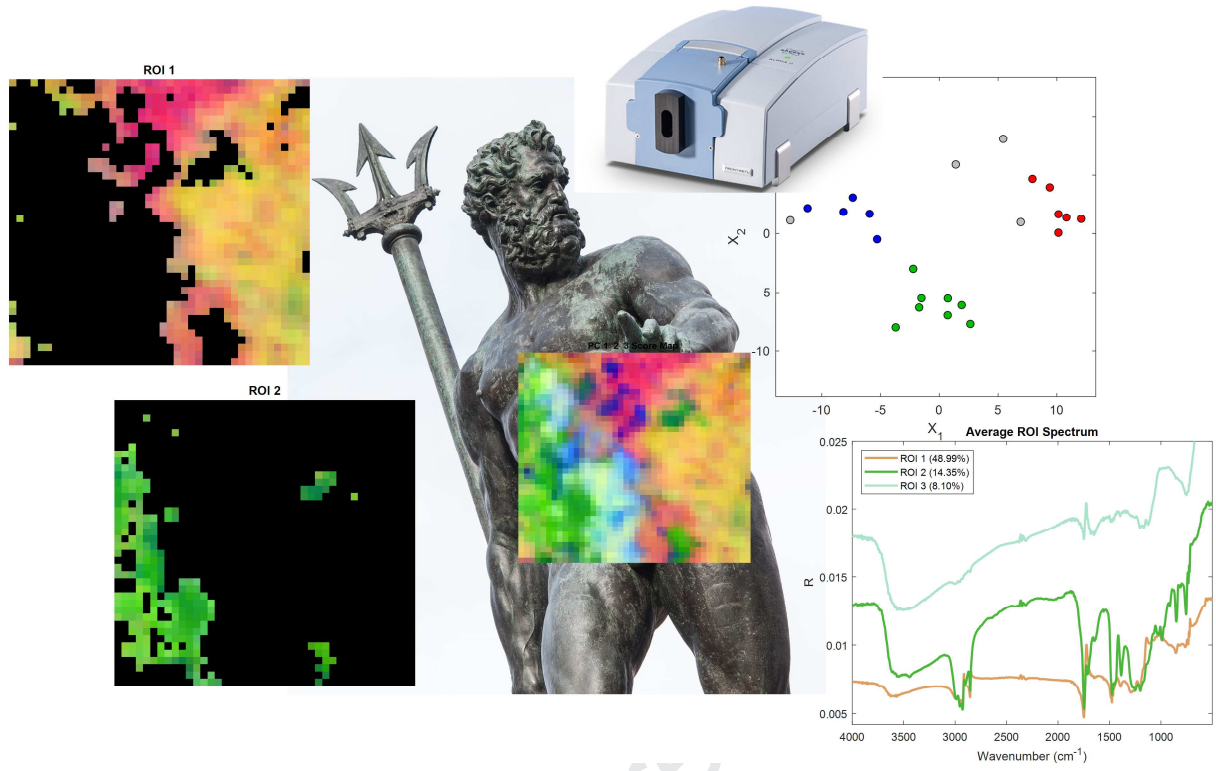 ROI 1
ROI 2
PC 1 2 3 Score Map
X2
0
5
-10
-10
-5
0
5
10
X1
Average ROI Spectrum
ROI 1 (48.99%)
ROI 2 (14.35%)
ROI 3 (8.10%)
0.025
0.02
0.015
0.01
0.005
R
4000
3500
3000
2500
2000
1500
1000
Wavenumber (cm-1)